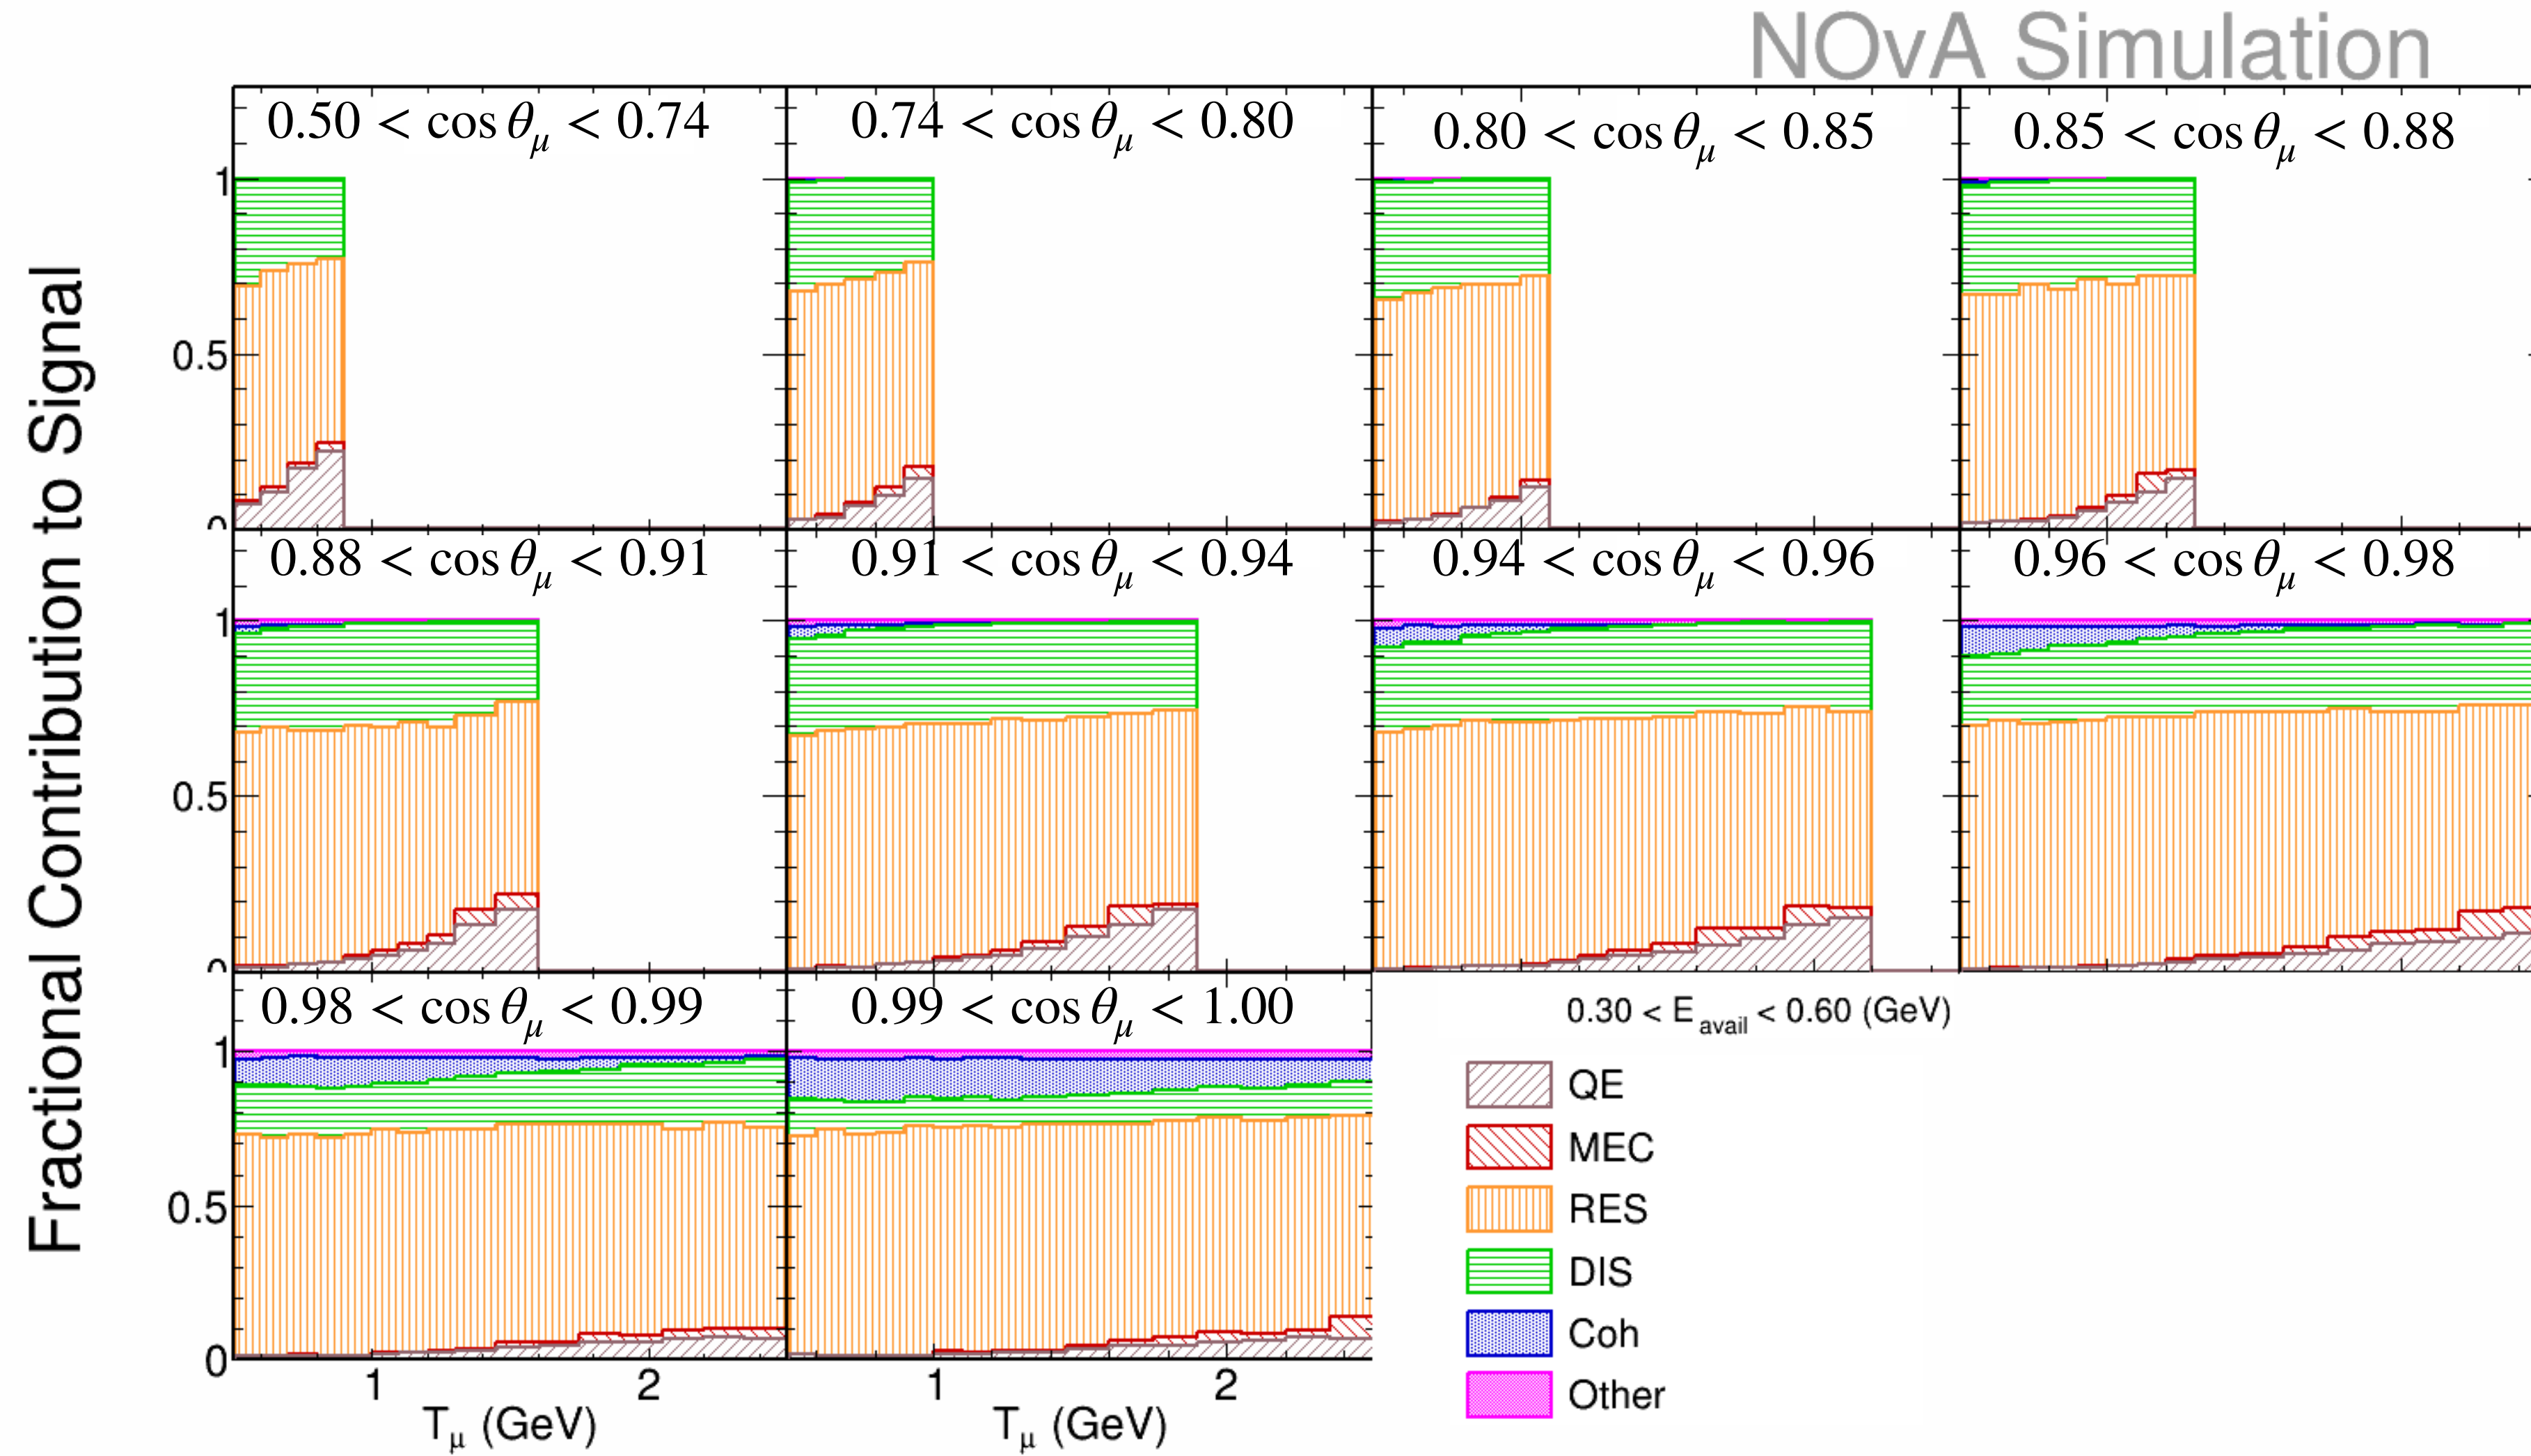 NOvA Simulation
Fractional Contribution to Signal
0.50 < cos θμ < 0.74
0.74 < cos θμ < 0.80
0.80 < cos θμ < 0.85
0.85 < cos θμ < 0.88
1
0.5
0
0.88 < cos θμ < 0.91
0.91 < cos θμ < 0.94
0.94 < cos θμ < 0.96
0.96 < cos θμ < 0.98
1
0.5
0
0.98 < cos θμ < 0.99
0.99 < cos θμ < 1.00
0.30 < E avail < 0.60 (GeV)
1
0.5
0
QE
MEC
RES
DIS
Coh
Other
1 2
1 2
Tμ (GeV)
Tμ (GeV)